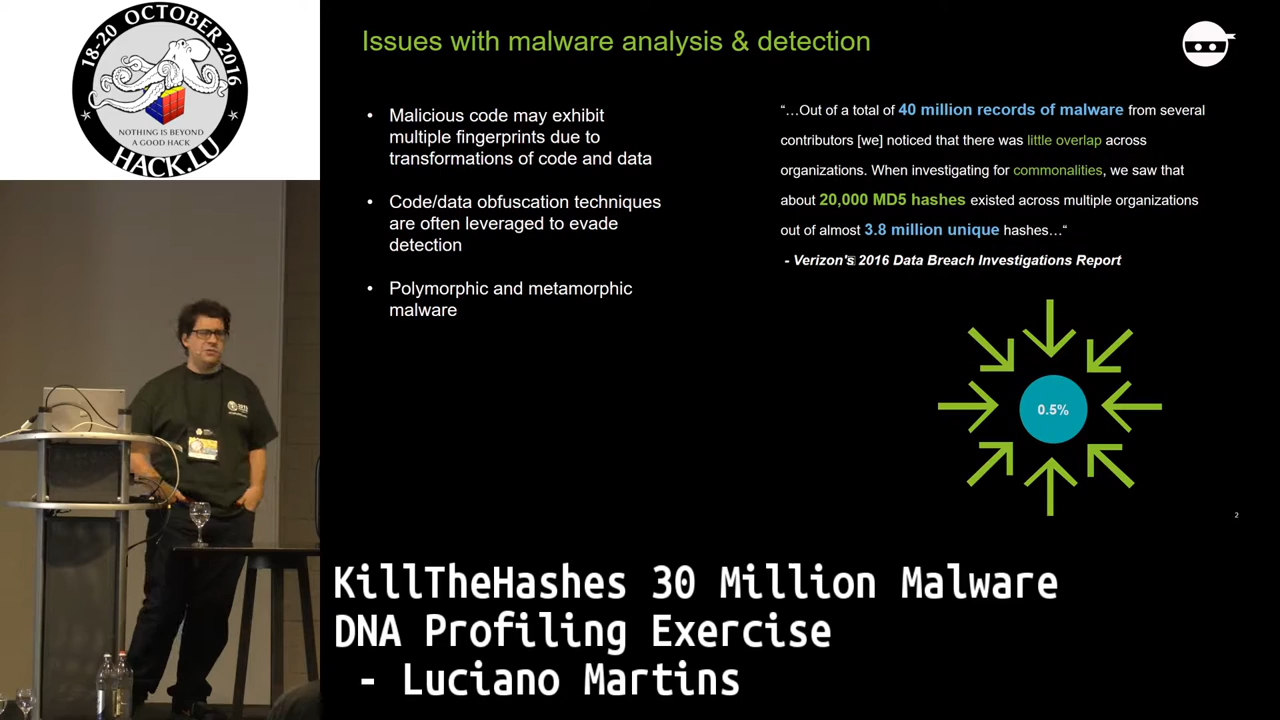 18-20 OCTOBER 2016
NOTHING IS BEYOND
A GOOD HACK
HACK.LU
Issues with malware analysis & detection
• Malicious code may exhibit
multiple fingerprints due to
transformations of code and data
• Code/data obfuscation techniques
are often leveraged to evade
detection
• Polymorphic and metamorphic
malware
“…Out of a total of 40 million records of malware from several
contributors [we] noticed that there was little overlap across
organizations. When investigating for commonalities, we saw that
about 20,000 MD5 hashes existed across multiple organizations
out of almost 3.8 million unique hashes…“
- Verizon's 2016 Data Breach Investigations Report
0.5%
2
KillTheHashes 30 Million Malware
DNA Profiling Exercise
- Luciano Martins